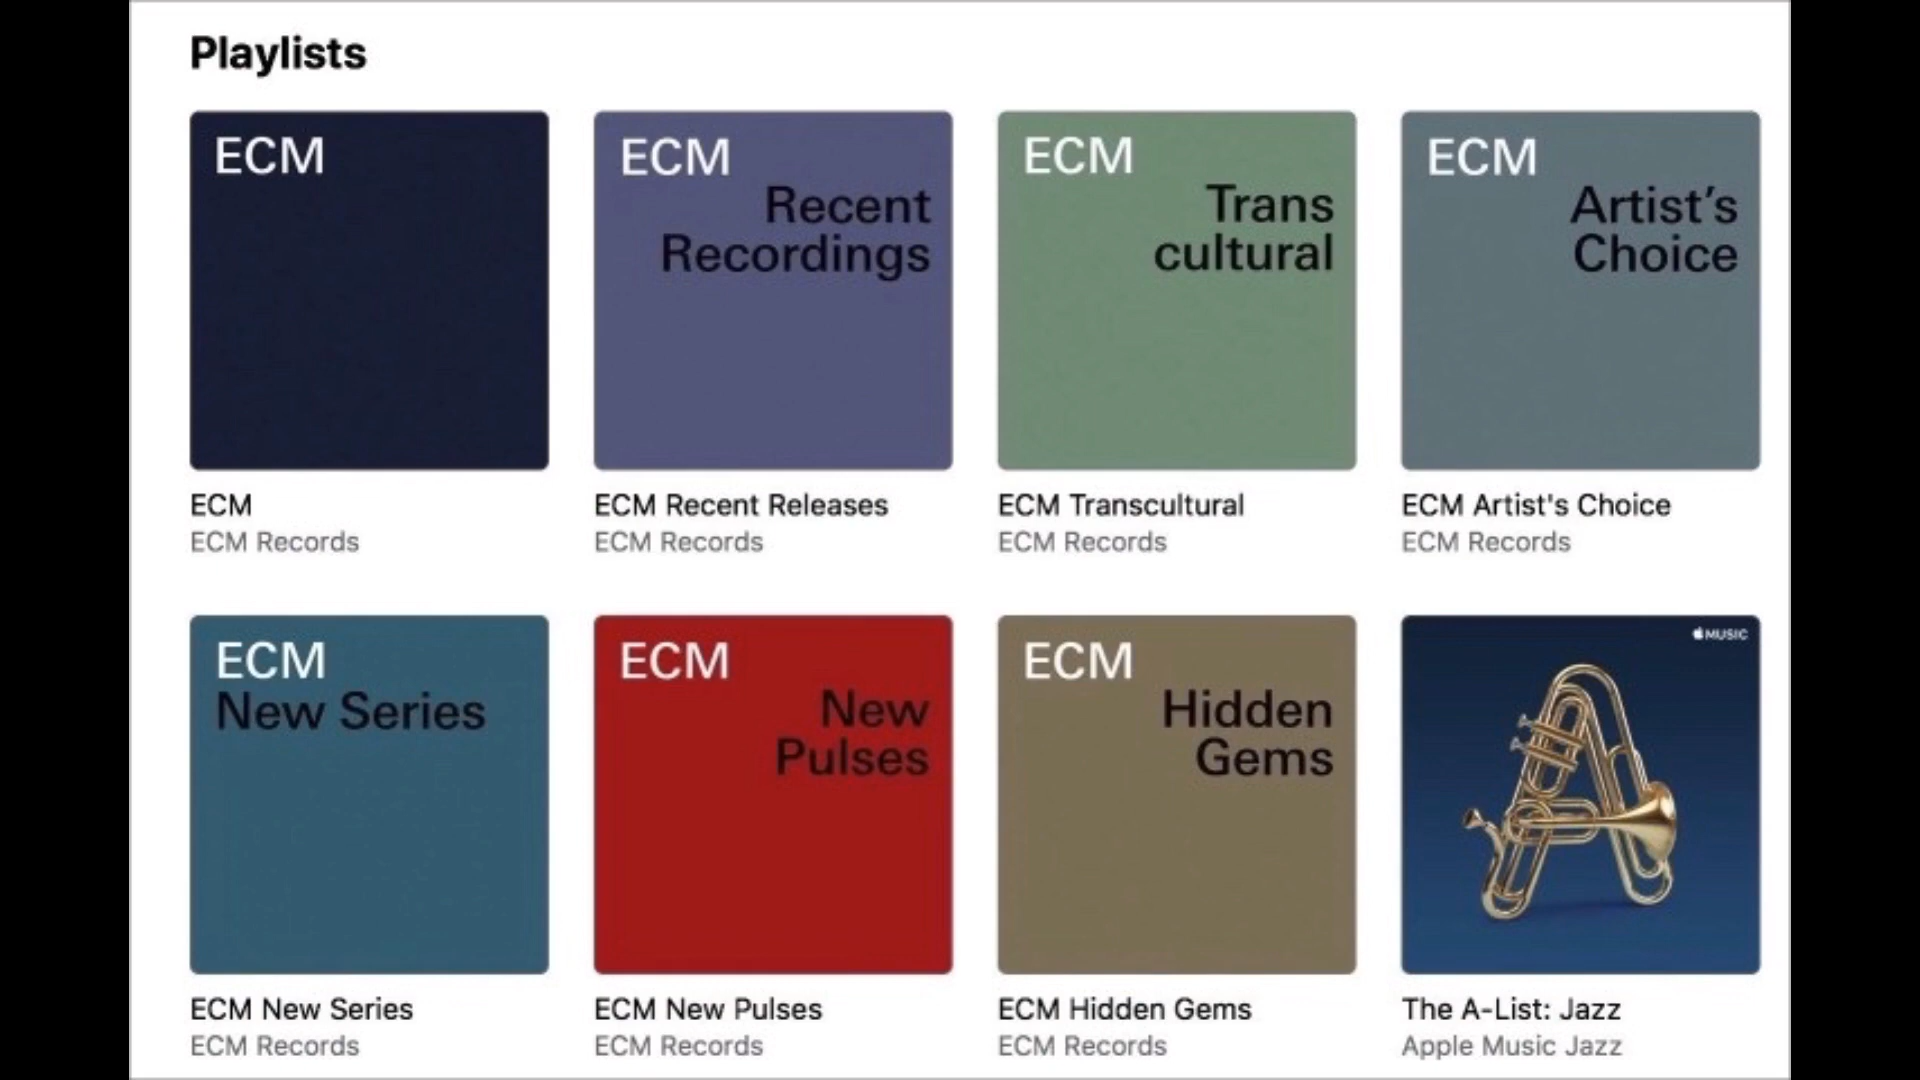 Playlists
ECM
ECM
Recent
Recordings
ECM
Trans
cultural
ECM
Artist’s
Choice
ECM
ECM Records
ECM Recent Releases
ECM Records
ECM Transcultural
ECM Records
ECM Artist's Choice
ECM Records
ECM
New Series
ECM
New
Pulses
ECM
Hidden
Gems
MUSIC
ECM New Series
ECM Records
ECM New Pulses
ECM Records
ECM Hidden Gems
ECM Records
The A-List: Jazz
Apple Music Jazz